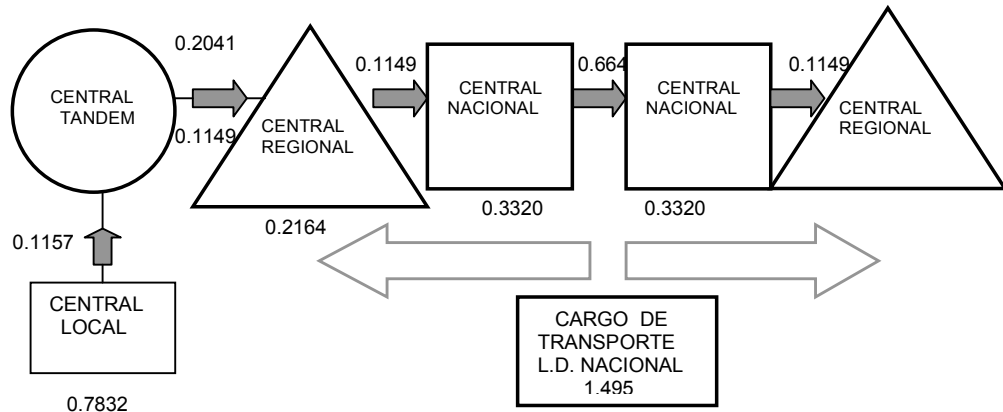 0.2041
CENTRAL
TANDEM
0.1149
CENTRAL
REGIONAL
0.1149
CENTRAL
NACIONAL
0.664
CENTRAL
NACIONAL
0.1149
CENTRAL
REGIONAL
0.2164
0.3320
0.3320
0.1157
CENTRAL
LOCAL
0.7832
CARGO DE
TRANSPORTE
L.D. NACIONAL
1.495